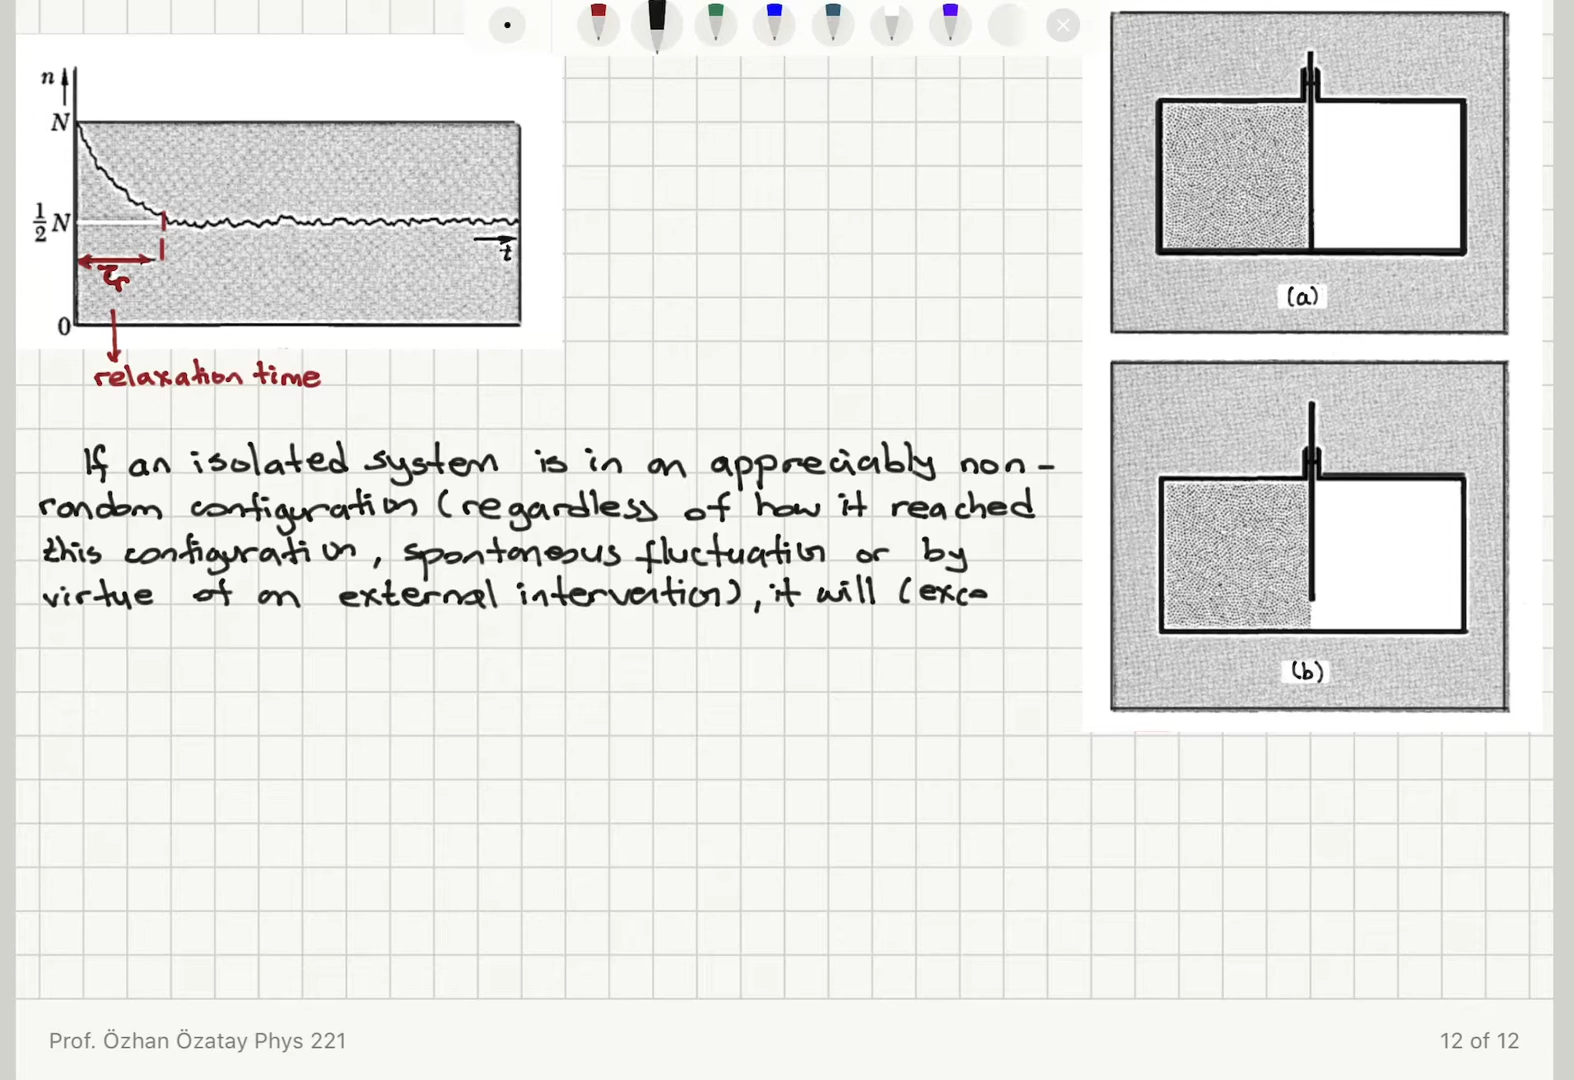 n
N
1/2 N
t
τr
0
relaxation time
(a)
(b)
If an isolated system is in an appreciably non-
random configuration (regardless of how it reached
this configuration, spontaneous fluctuation or by
virtue of an external intervention), it will (exce
Prof. Özhan Özatay Phys 221
12 of 12